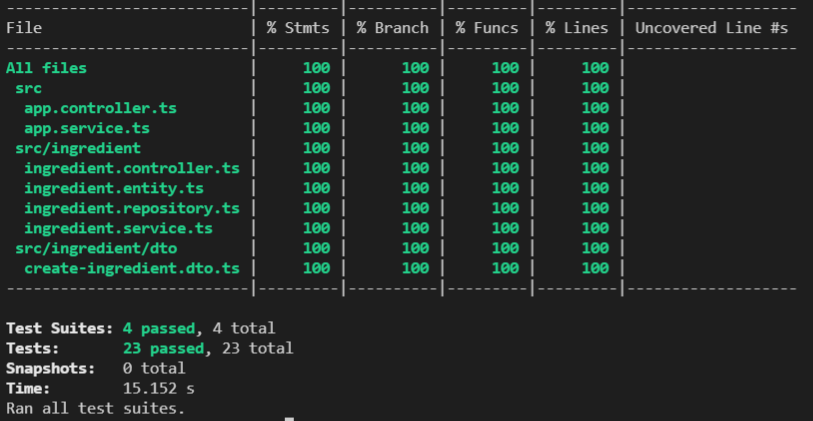 ---------------------------|---------|----------|---------|---------|-------------------
File                       | % Stmts | % Branch | % Funcs | % Lines | Uncovered Line #s
---------------------------|---------|----------|---------|---------|-------------------
All files                  |     100 |      100 |     100 |     100 |
 src                       |     100 |      100 |     100 |     100 |
  app.controller.ts        |     100 |      100 |     100 |     100 |
  app.service.ts           |     100 |      100 |     100 |     100 |
 src/ingredient            |     100 |      100 |     100 |     100 |
  ingredient.controller.ts |     100 |      100 |     100 |     100 |
  ingredient.entity.ts     |     100 |      100 |     100 |     100 |
  ingredient.repository.ts |     100 |      100 |     100 |     100 |
  ingredient.service.ts    |     100 |      100 |     100 |     100 |
 src/ingredient/dto        |     100 |      100 |     100 |     100 |
  create-ingredient.dto.ts |     100 |      100 |     100 |     100 |
---------------------------|---------|----------|---------|---------|-------------------
Test Suites: 4 passed, 4 total
Tests:       23 passed, 23 total
Snapshots:   0 total
Time:        15.152 s
Ran all test suites.